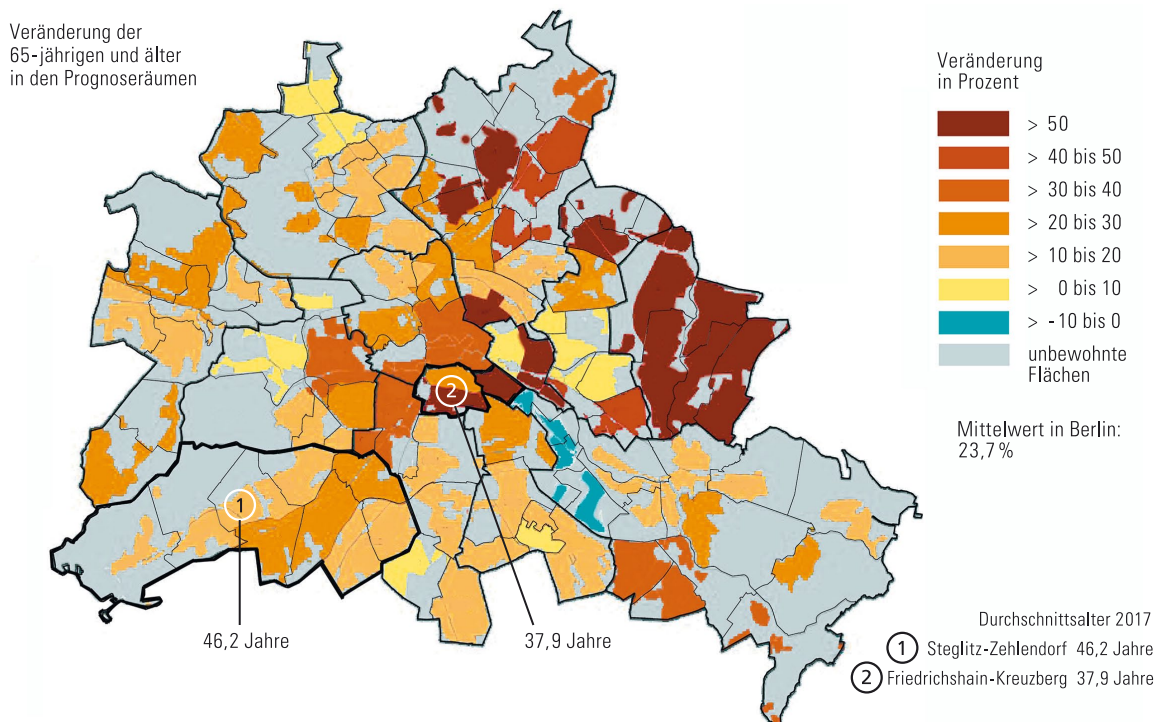 Veränderung der
65-jährigen und älter
in den Prognoseräumen
Veränderung
in Prozent
> 50
> 40 bis 50
> 30 bis 40
> 20 bis 30
> 10 bis 20
> 0 bis 10
> -10 bis 0
unbewohnte
Flächen
Mittelwert in Berlin:
23,7 %
2
1
46,2 Jahre
37,9 Jahre
Durchschnittsalter 2017
1 Steglitz-Zehlendorf 46,2 Jahre
2 Friedrichshain-Kreuzberg 37,9 Jahre